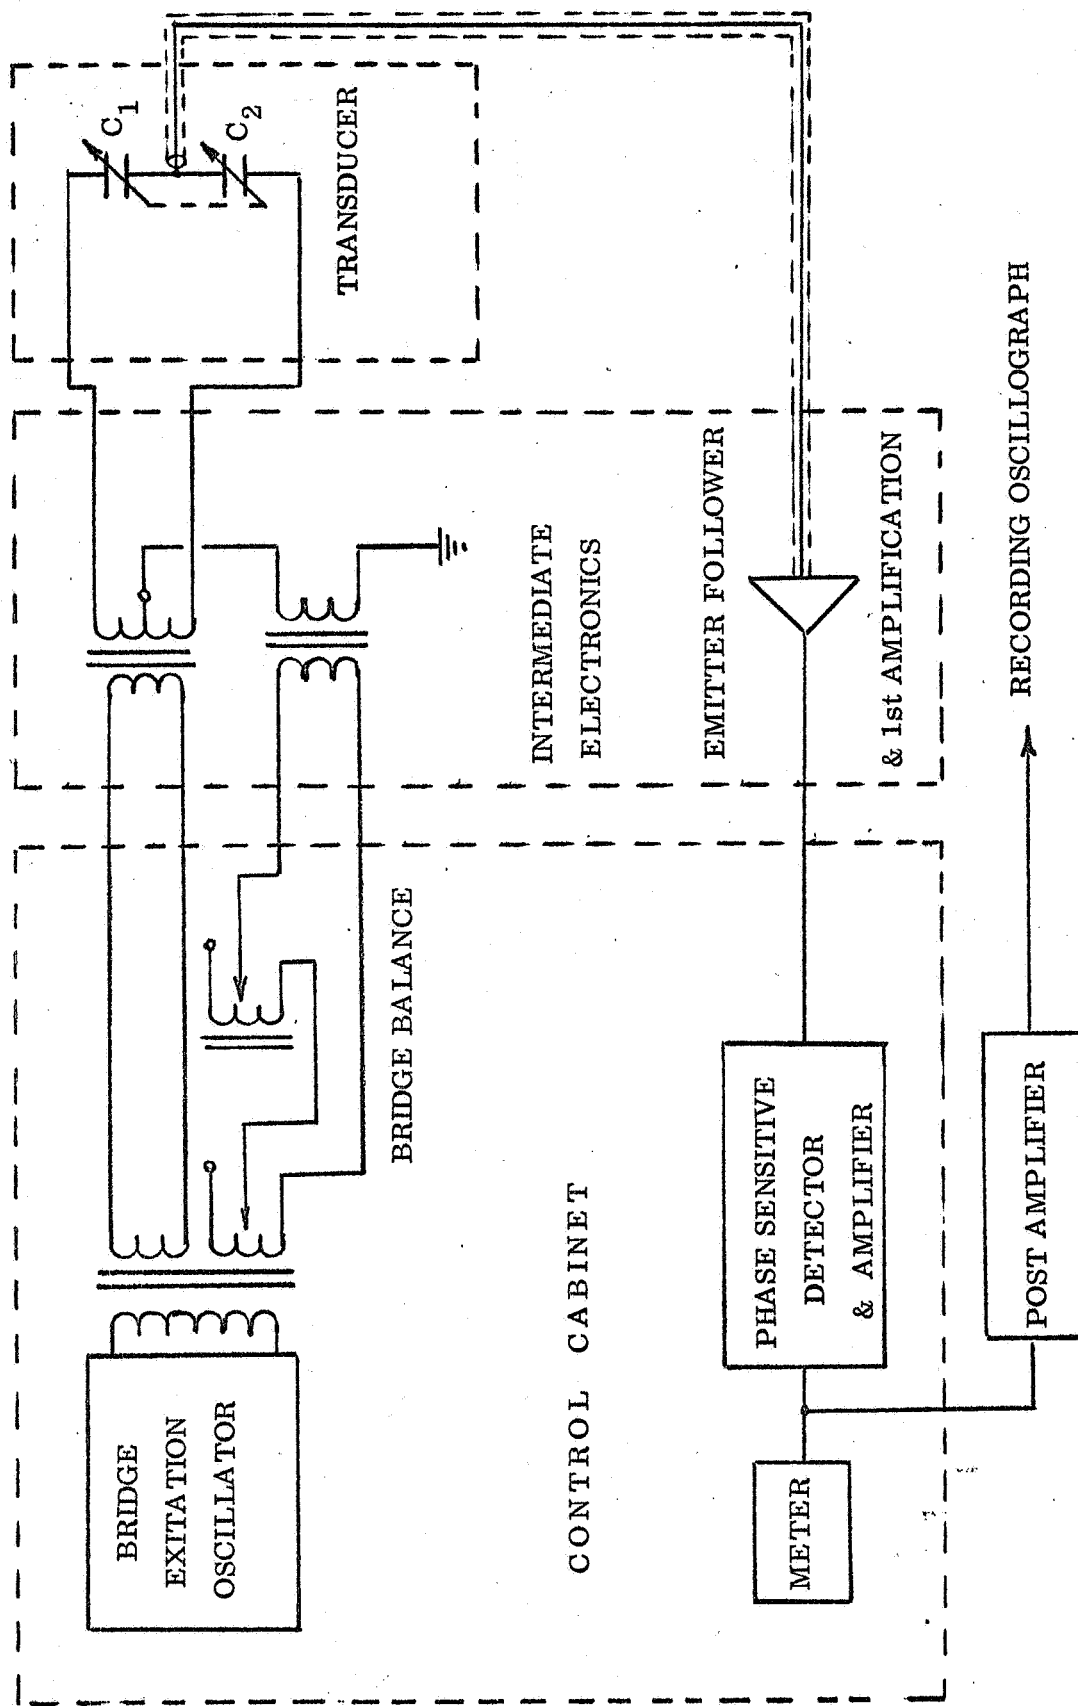 BRIDGE
EXITATION
OSCILLATOR
BRIDGE BALANCE
CONTROL CABINET
METER
PHASE SENSITIVE
DETECTOR
& AMPLIFIER
POST AMPLIFIER
RECORDING OSCILLOGRAPH
INTERMEDIATE
ELECTRONICS
EMITTER FOLLOWER
& 1st AMPLIFICATION
C1
C2
TRANSDUCER